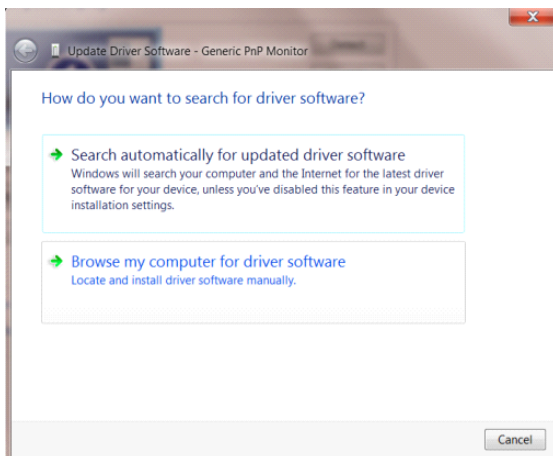 Update Driver Software - Generic PnP Monitor
How do you want to search for driver software?
Search automatically for updated driver software
Windows will search your computer and the Internet for the latest driver
software for your device, unless you've disabled this feature in your device
installation settings.
Browse my computer for driver software
Locate and install driver software manually.
Cancel